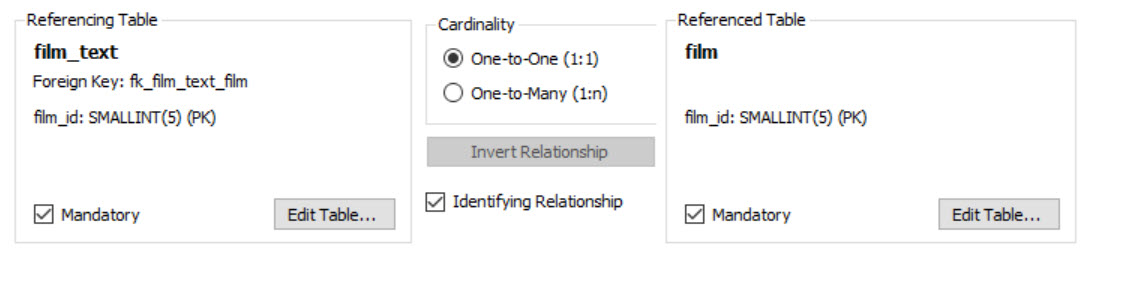 Referencing Table
film_text
Foreign Key: fk_film_text_film
film_id: SMALLINT(5) (PK)
Mandatory
Edit Table...
Cardinality
One-to-One (1:1)
One-to-Many (1:n)
Invert Relationship
Identifying Relationship
Referenced Table
film
film_id: SMALLINT(5) (PK)
Mandatory
Edit Table...